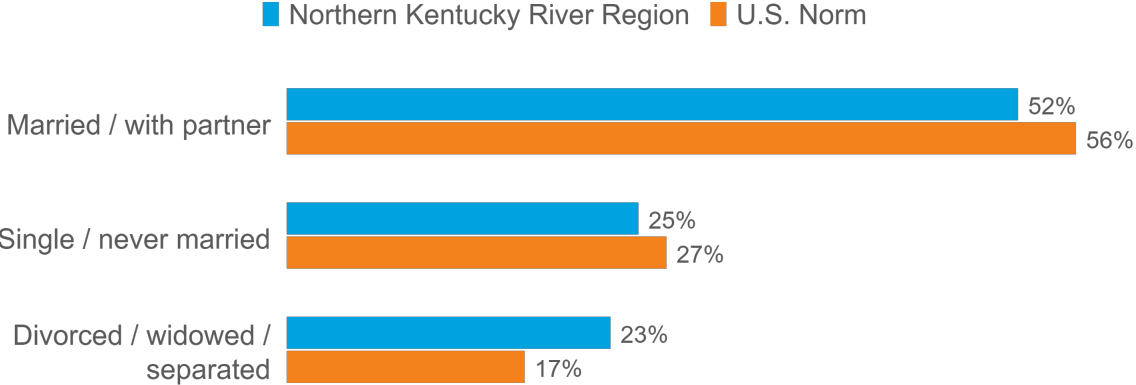 Northern Kentucky River Region U.S. Norm
Married / with partner
52%
56%
Single / never married
25%
27%
Divorced / widowed /
separated
23%
17%